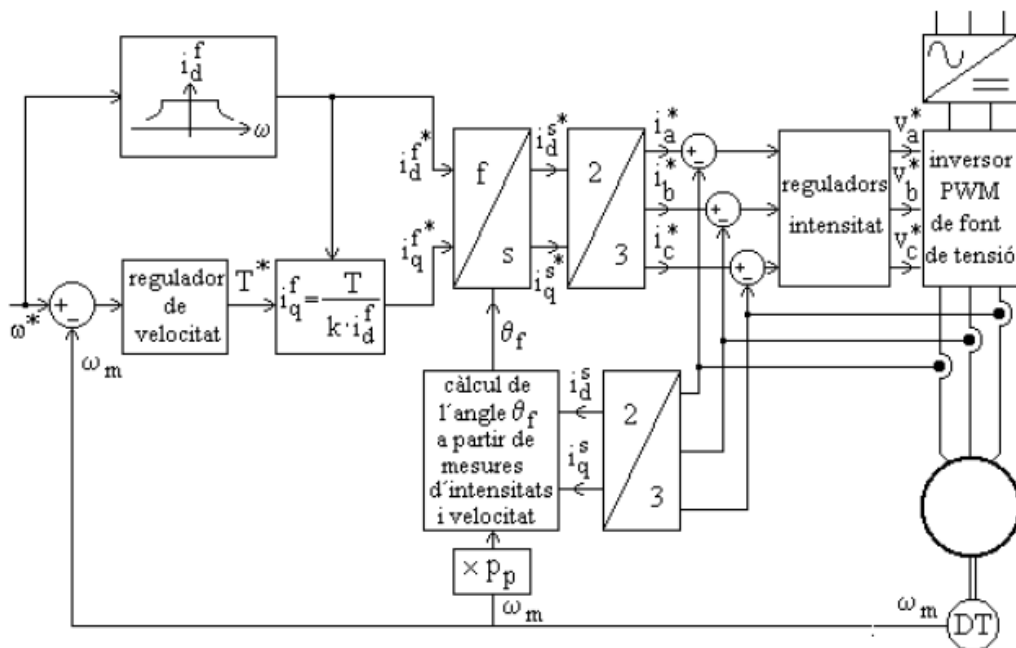 i_d^f
ω
i_d^f*
i_q^f*
f
s
i_d^s*
i_q^s*
2
3
i_a^*
i_b^*
i_c^*
+
−
+
−
+
−
reguladors
intensitat
v_a^*
v_b^*
v_c^*
inversor
PWM
de font
de tensió
ω*
+
−
ω_m
regulador
de
velocitat
T*
i_q^f = T / k·i_d^f
θ_f
càlcul de
l´angle θ_f
a partir de
mesures
d´intensitats
i velocitat
i_d^s
i_q^s
2
3
× p_p
ω_m
ω_m
DT